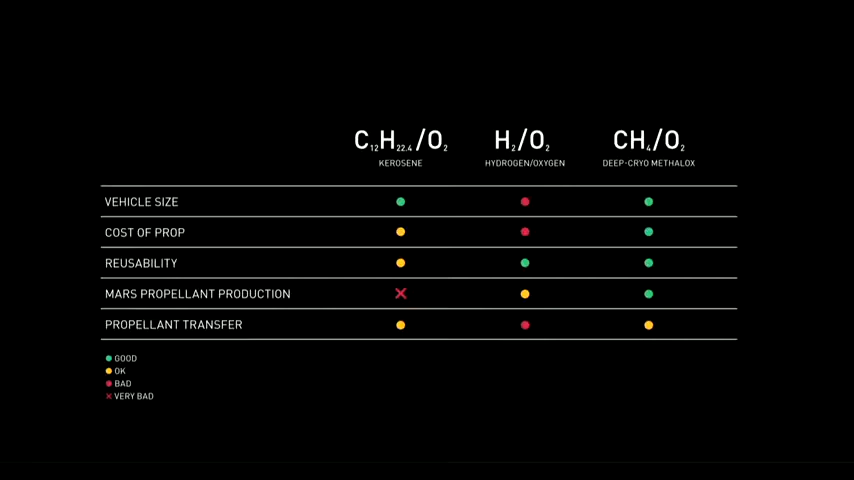 C₁₂H₂₂.₄/O₂ H₂/O₂ CH₄/O₂
KEROSENE HYDROGEN/OXYGEN DEEP-CRYO METHALOX
VEHICLE SIZE
COST OF PROP
REUSABILITY
MARS PROPELLANT PRODUCTION
PROPELLANT TRANSFER
GOOD
OK
BAD
VERY BAD